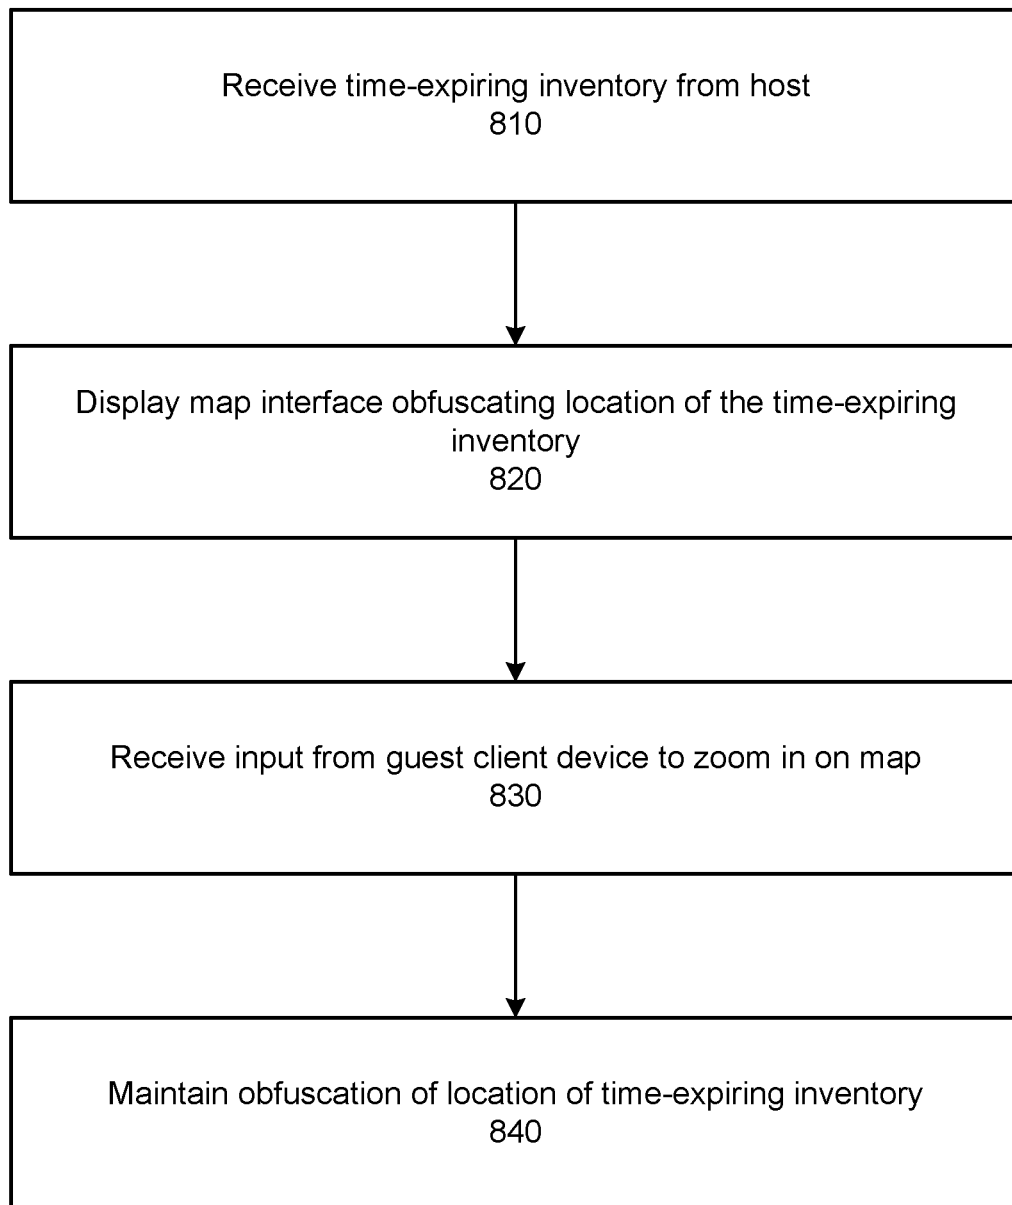 Receive time-expiring inventory from host
810
Display map interface obfuscating location of the time-expiring
inventory
820
Receive input from guest client device to zoom in on map
830
Maintain obfuscation of location of time-expiring inventory
840